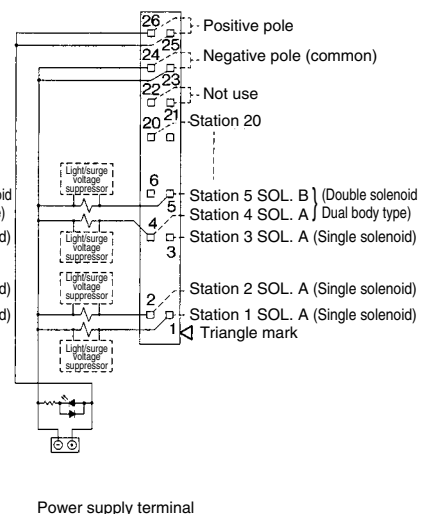 26
Positive pole
25
24
Negative pole (common)
23
22
Not use
21
20
Station 20
Light/surge
voltage
suppressor
6
Station 5 SOL. B
(Double solenoid
5
4
Station 4 SOL. A
Dual body type)
Light/surge
voltage
suppressor
Station 3 SOL. A (Single solenoid)
3
Light/surge
voltage
suppressor
2
Station 2 SOL. A (Single solenoid)
Station 1 SOL. A (Single solenoid)
1
Triangle mark
Light/surge
voltage
suppressor
Power supply terminal